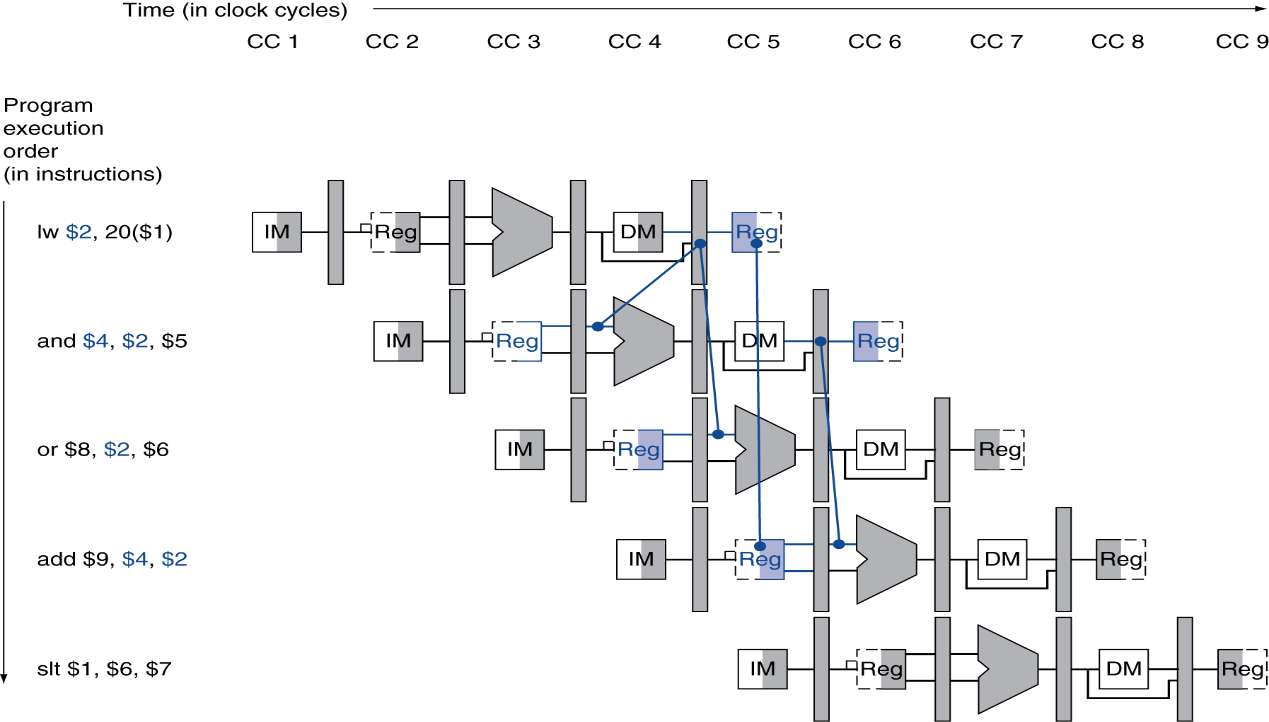 Time (in clock cycles)
CC 1 CC 2 CC 3 CC 4 CC 5 CC 6 CC 7 CC 8 CC 9
Program
execution
order
(in instructions)
lw $2, 20($1) IM Reg DM Reg
and $4, $2, $5 IM Reg DM Reg
or $8, $2, $6 IM Reg DM Reg
add $9, $4, $2 IM Reg DM Reg
slt $1, $6, $7 IM Reg DM Reg